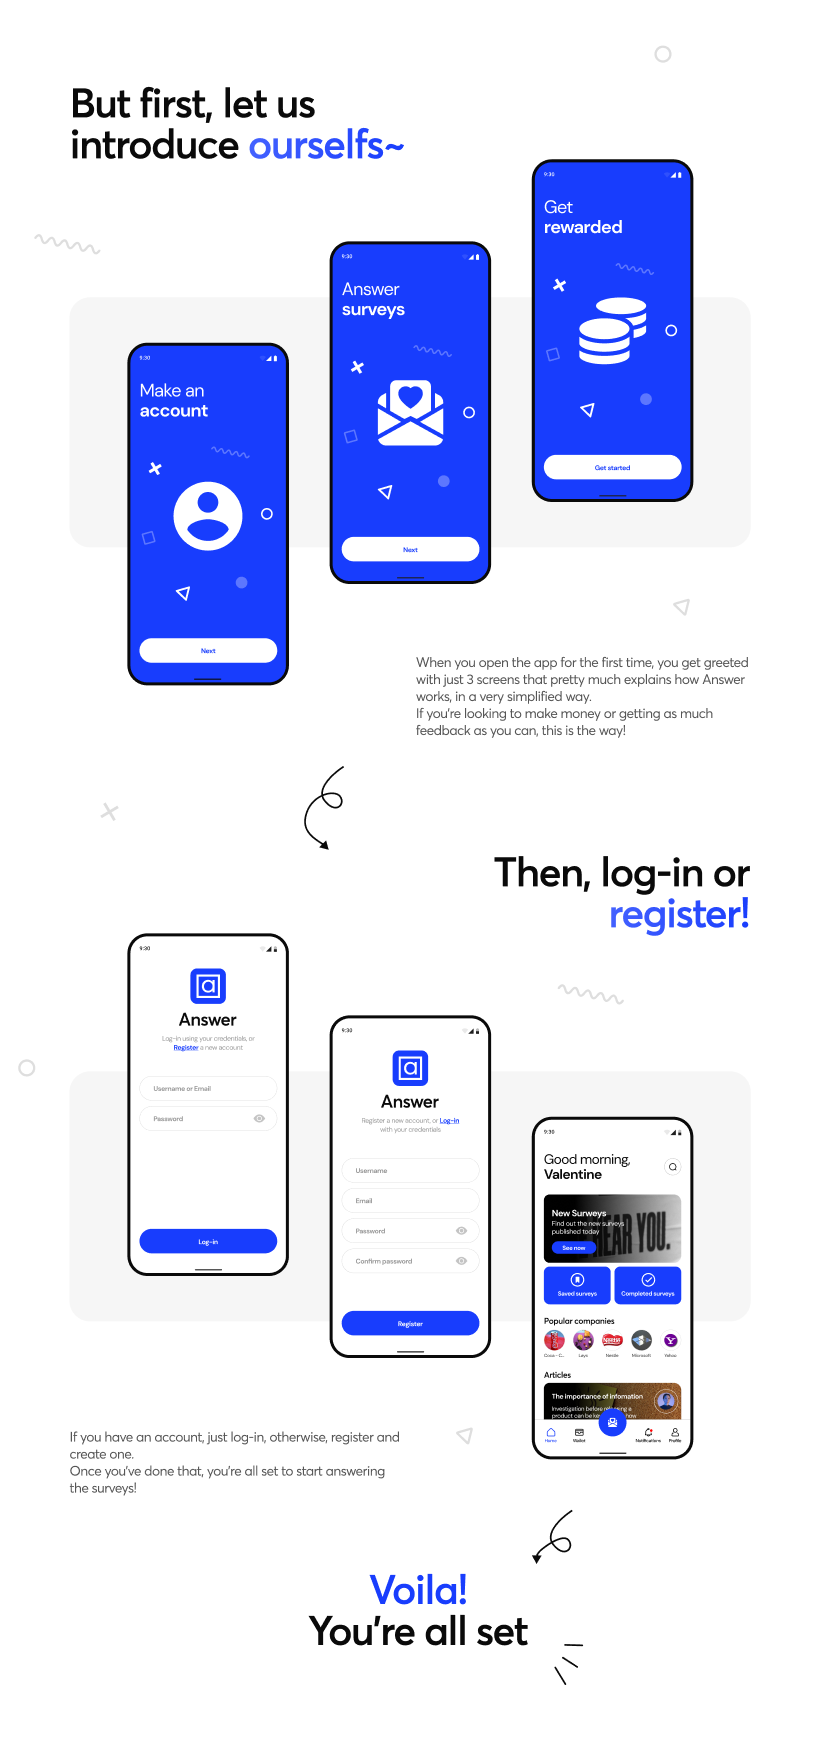 But first, let us
introduce ourselfs~
9:30
Get
rewarded
Get started
9:30
Answer
surveys
Next
9:30
Make an
account
Next
When you open the app for the first time, you get greeted
with just 3 screens that pretty much explains how Answer
works, in a very simplified way.
If you're looking to make money or getting as much
feedback as you can, this is the way!
Then, log-in or
register!
9:30
a
Answer
Log-in using your credentials, or
Register a new account
Username or Email
Password
Log-in
9:30
a
Answer
Register a new account, or Log-in
with your credentials
Username
Email
Password
Confirm password
Register
9:30
Good morning,
Valentine
HEAR YOU.
New Surweys
Find out the new surveys
published today
See now
Saved surveys
Completed surveys
Popular companies
Coca - C...
Lays
Nestle
Microsoft
Yahoo
Articles
The importance of infomation
Investigation before releasing a
product can be key how
Home
Wallet
Notifications
Profile
If you have an account, just log-in, otherwise, register and
create one.
Once you've done that, you're all set to start answering
the surveys!
Voila!
You're all set